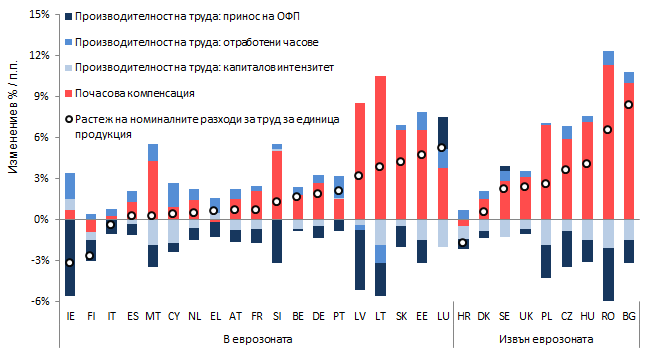 Изменение в % / п.п.
15%
12%
9%
6%
3%
0%
-3%
-6%
Производителност на труда: принос на ОФП
Производителност на труда: отработени часове
Производителност на труда: капиталов интензитет
Почасова компенсация
Растеж на номиналните разходи за труд за единица
продукция
IE FI IT ES MT CY NL EL AT FR SI BE DE PT LV LT SK EE LU HR DK SE UK PL CZ HU RO BG
В еврозоната Извън еврозоната